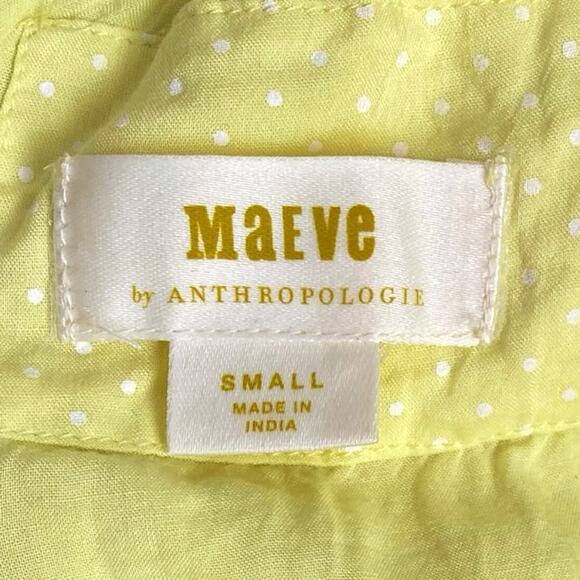 MaEVe
by ANTHROPOLOGIE
SMALL
MADE IN
INDIA